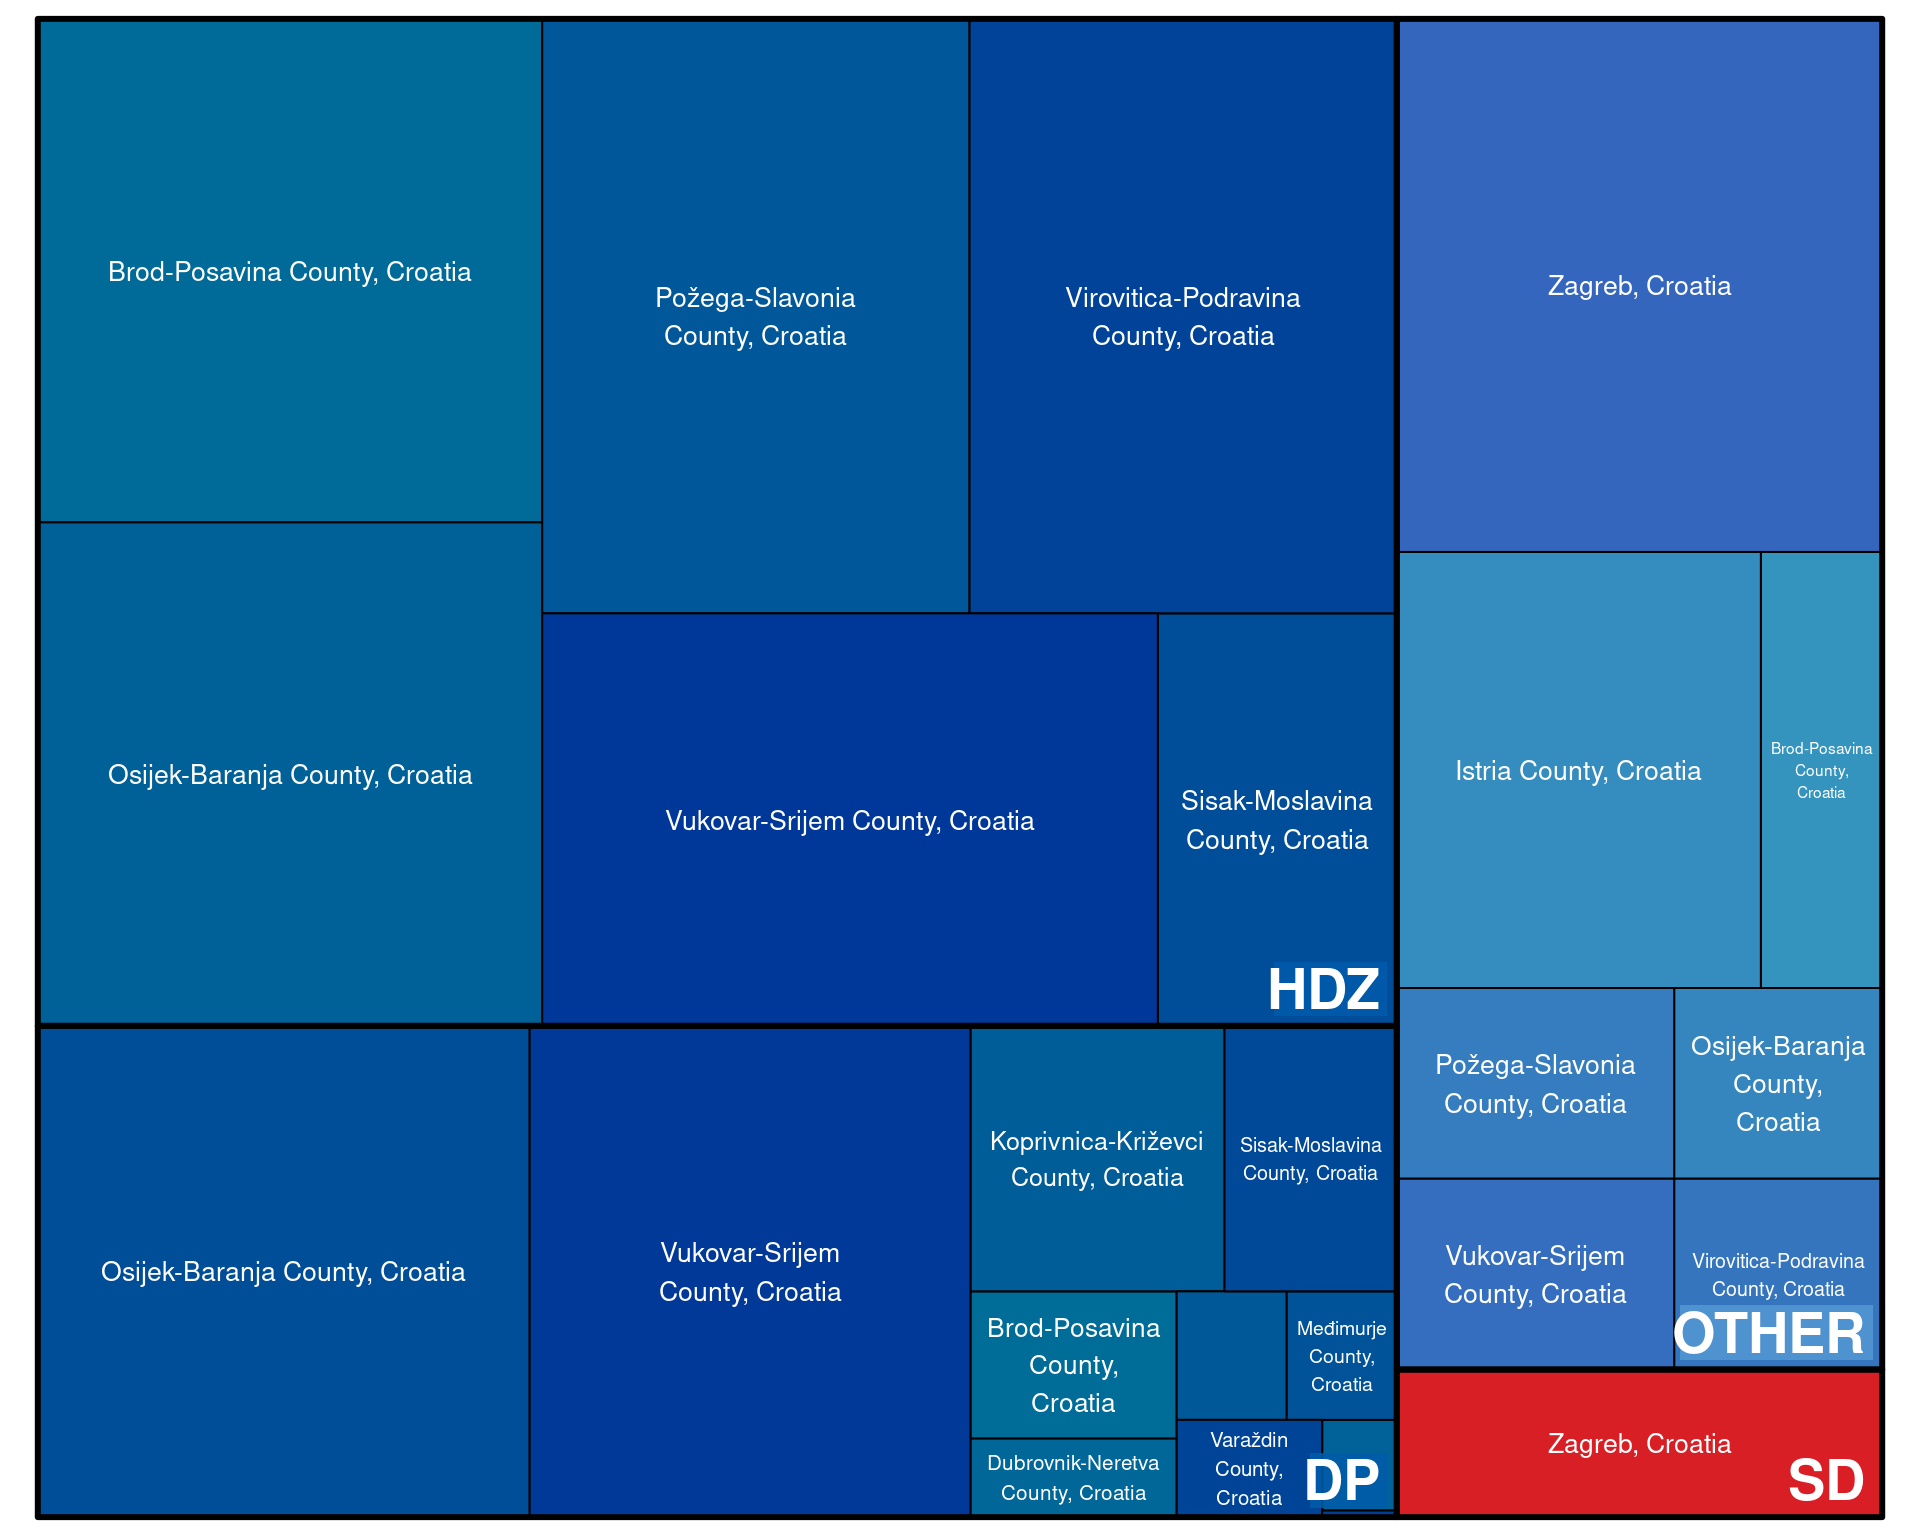 Brod-Posavina County, Croatia
Požega-Slavonia
County, Croatia
Virovitica-Podravina
County, Croatia
Osijek-Baranja County, Croatia
Vukovar-Srijem County, Croatia
Sisak-Moslavina
County, Croatia
HDZ
Osijek-Baranja County, Croatia
Vukovar-Srijem
County, Croatia
Koprivnica-Križevci
County, Croatia
Sisak-Moslavina
County, Croatia
Brod-Posavina
County,
Croatia
Međimurje
County,
Croatia
Dubrovnik-Neretva
County, Croatia
Varaždin
County,
Croatia
DP
Zagreb, Croatia
Istria County, Croatia
Brod-Posavina
County,
Croatia
Požega-Slavonia
County, Croatia
Osijek-Baranja
County,
Croatia
Vukovar-Srijem
County, Croatia
Virovitica-Podravina
County, Croatia
OTHER
Zagreb, Croatia
SD